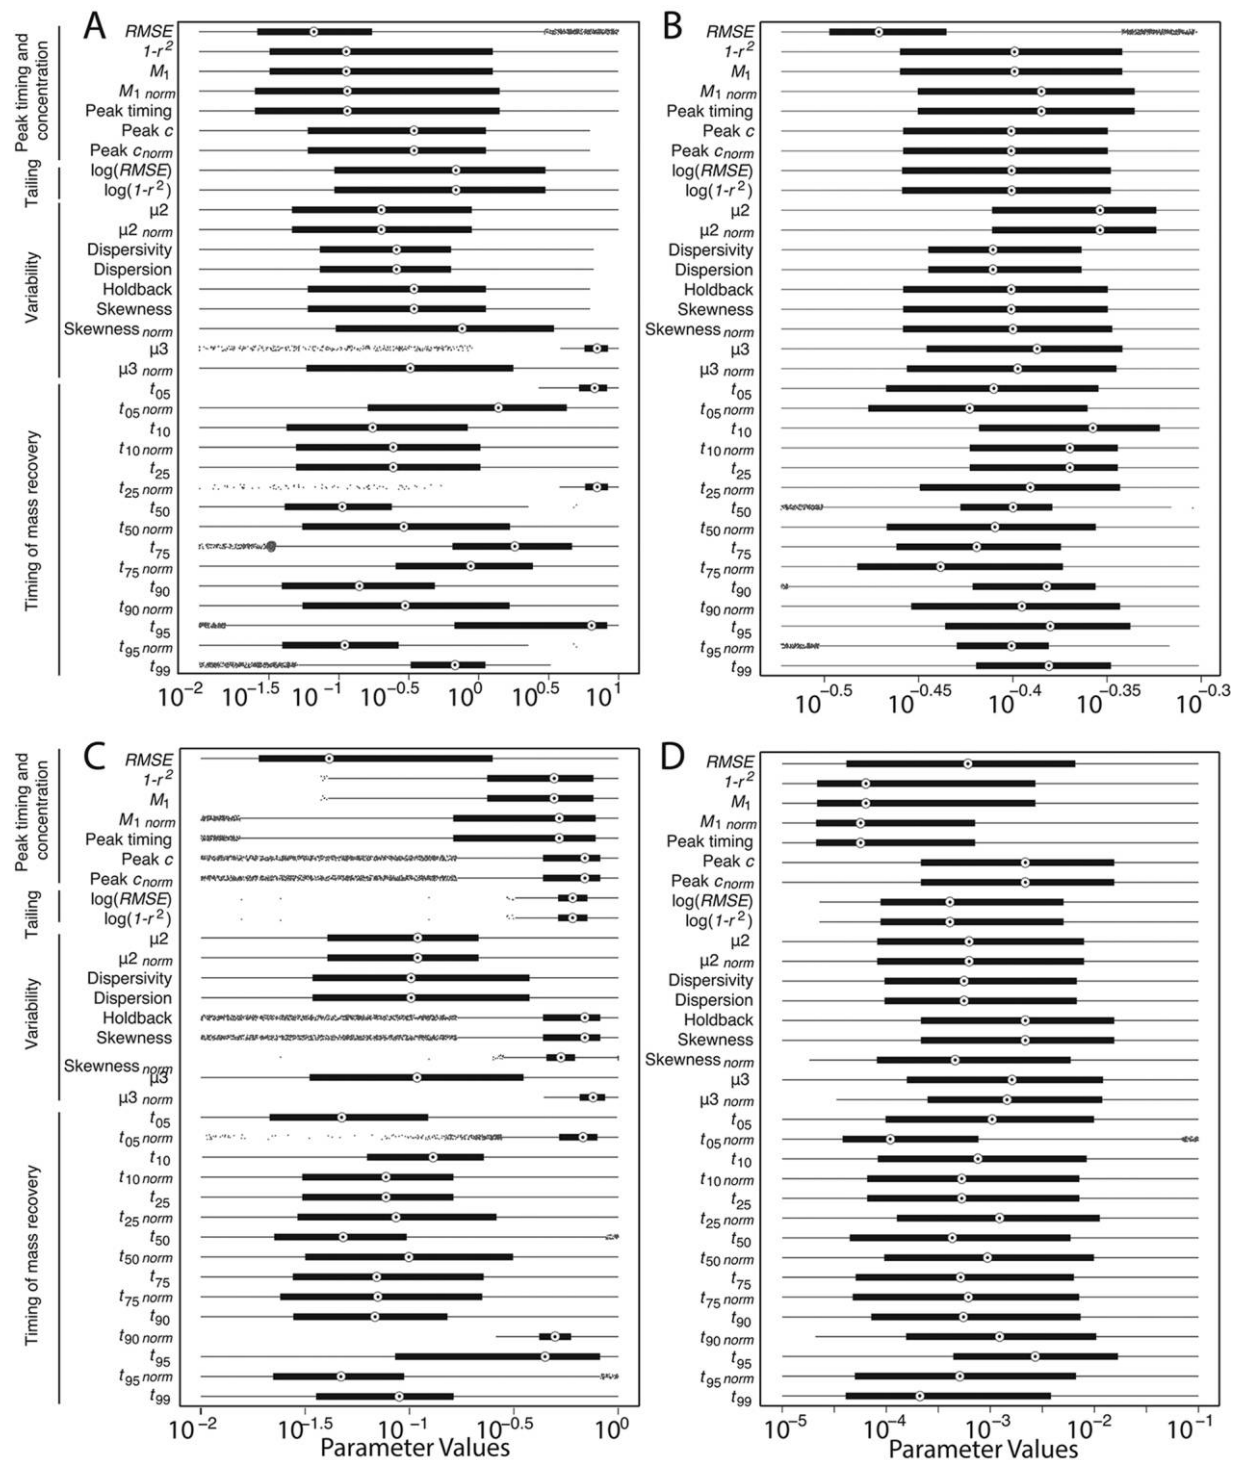 A
Peak timing and
concentration
Tailing
Variability
Timing of mass recovery
RMSE
1-r²
M₁
M₁ norm
Peak timing
Peak c
Peak cnorm
log(RMSE)
log(1-r²)
μ2
μ2 norm
Dispersivity
Dispersion
Holdback
Skewness
Skewness norm
μ3
μ3 norm
t05
t05 norm
t10
t10 norm
t25
t25 norm
t50
t50 norm
t75
t75 norm
t90
t90 norm
t95
t95 norm
t99
10⁻² 10⁻¹·⁵ 10⁻¹ 10⁻⁰·⁵ 10⁰ 10⁰·⁵ 10¹
B
RMSE
1-r²
M₁
M₁ norm
Peak timing
Peak c
Peak cnorm
log(RMSE)
log(1-r²)
μ2
μ2 norm
Dispersivity
Dispersion
Holdback
Skewness
Skewness norm
μ3
μ3 norm
t05
t05 norm
t10
t10 norm
t25
t25 norm
t50
t50 norm
t75
t75 norm
t90
t90 norm
t95
t95 norm
t99
10⁻⁰·⁵ 10⁻⁰·⁴⁵ 10⁻⁰·⁴ 10⁻⁰·³⁵ 10⁻⁰·³
C
Peak timing and
concentration
Tailing
Variability
Timing of mass recovery
RMSE
1-r²
M₁
M₁ norm
Peak timing
Peak c
Peak cnorm
log(RMSE)
log(1-r²)
μ2
μ2 norm
Dispersivity
Dispersion
Holdback
Skewness
Skewness norm
μ3
μ3 norm
t05
t05 norm
t10
t10 norm
t25
t25 norm
t50
t50 norm
t75
t75 norm
t90
t90 norm
t95
t95 norm
t99
10⁻² 10⁻¹·⁵ 10⁻¹ 10⁻⁰·⁵ 10⁰
Parameter Values
D
RMSE
1-r²
M₁
M₁ norm
Peak timing
Peak c
Peak cnorm
log(RMSE)
log(1-r²)
μ2
μ2 norm
Dispersivity
Dispersion
Holdback
Skewness
Skewness norm
μ3
μ3 norm
t05
t05 norm
t10
t10 norm
t25
t25 norm
t50
t50 norm
t75
t75 norm
t90
t90 norm
t95
t95 norm
t99
10⁻⁵ 10⁻⁴ 10⁻³ 10⁻² 10⁻¹
Parameter Values